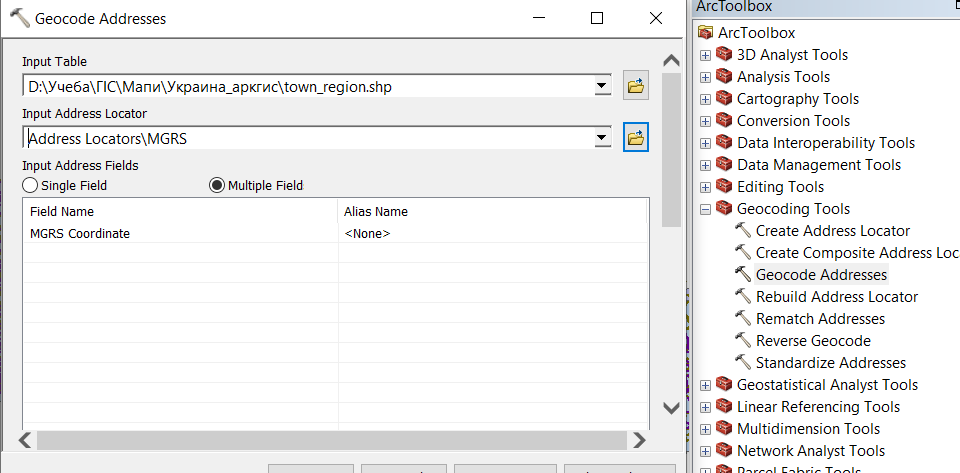 Geocode Addresses
Input Table
D:\Учеба\ГІС\Мапи\Украина_аркгис\town_region.shp
Input Address Locator
Address Locators\MGRS
Input Address Fields
Single Field
Multiple Field
Field Name
Alias Name
MGRS Coordinate
<None>
ArcToolbox
ArcToolbox
3D Analyst Tools
Analysis Tools
Cartography Tools
Conversion Tools
Data Interoperability Tools
Data Management Tools
Editing Tools
Geocoding Tools
Create Address Locator
Create Composite Address Loc
Geocode Addresses
Rebuild Address Locator
Rematch Addresses
Reverse Geocode
Standardize Addresses
Geostatistical Analyst Tools
Linear Referencing Tools
Multidimension Tools
Network Analyst Tools
Parcel Fabric Tools